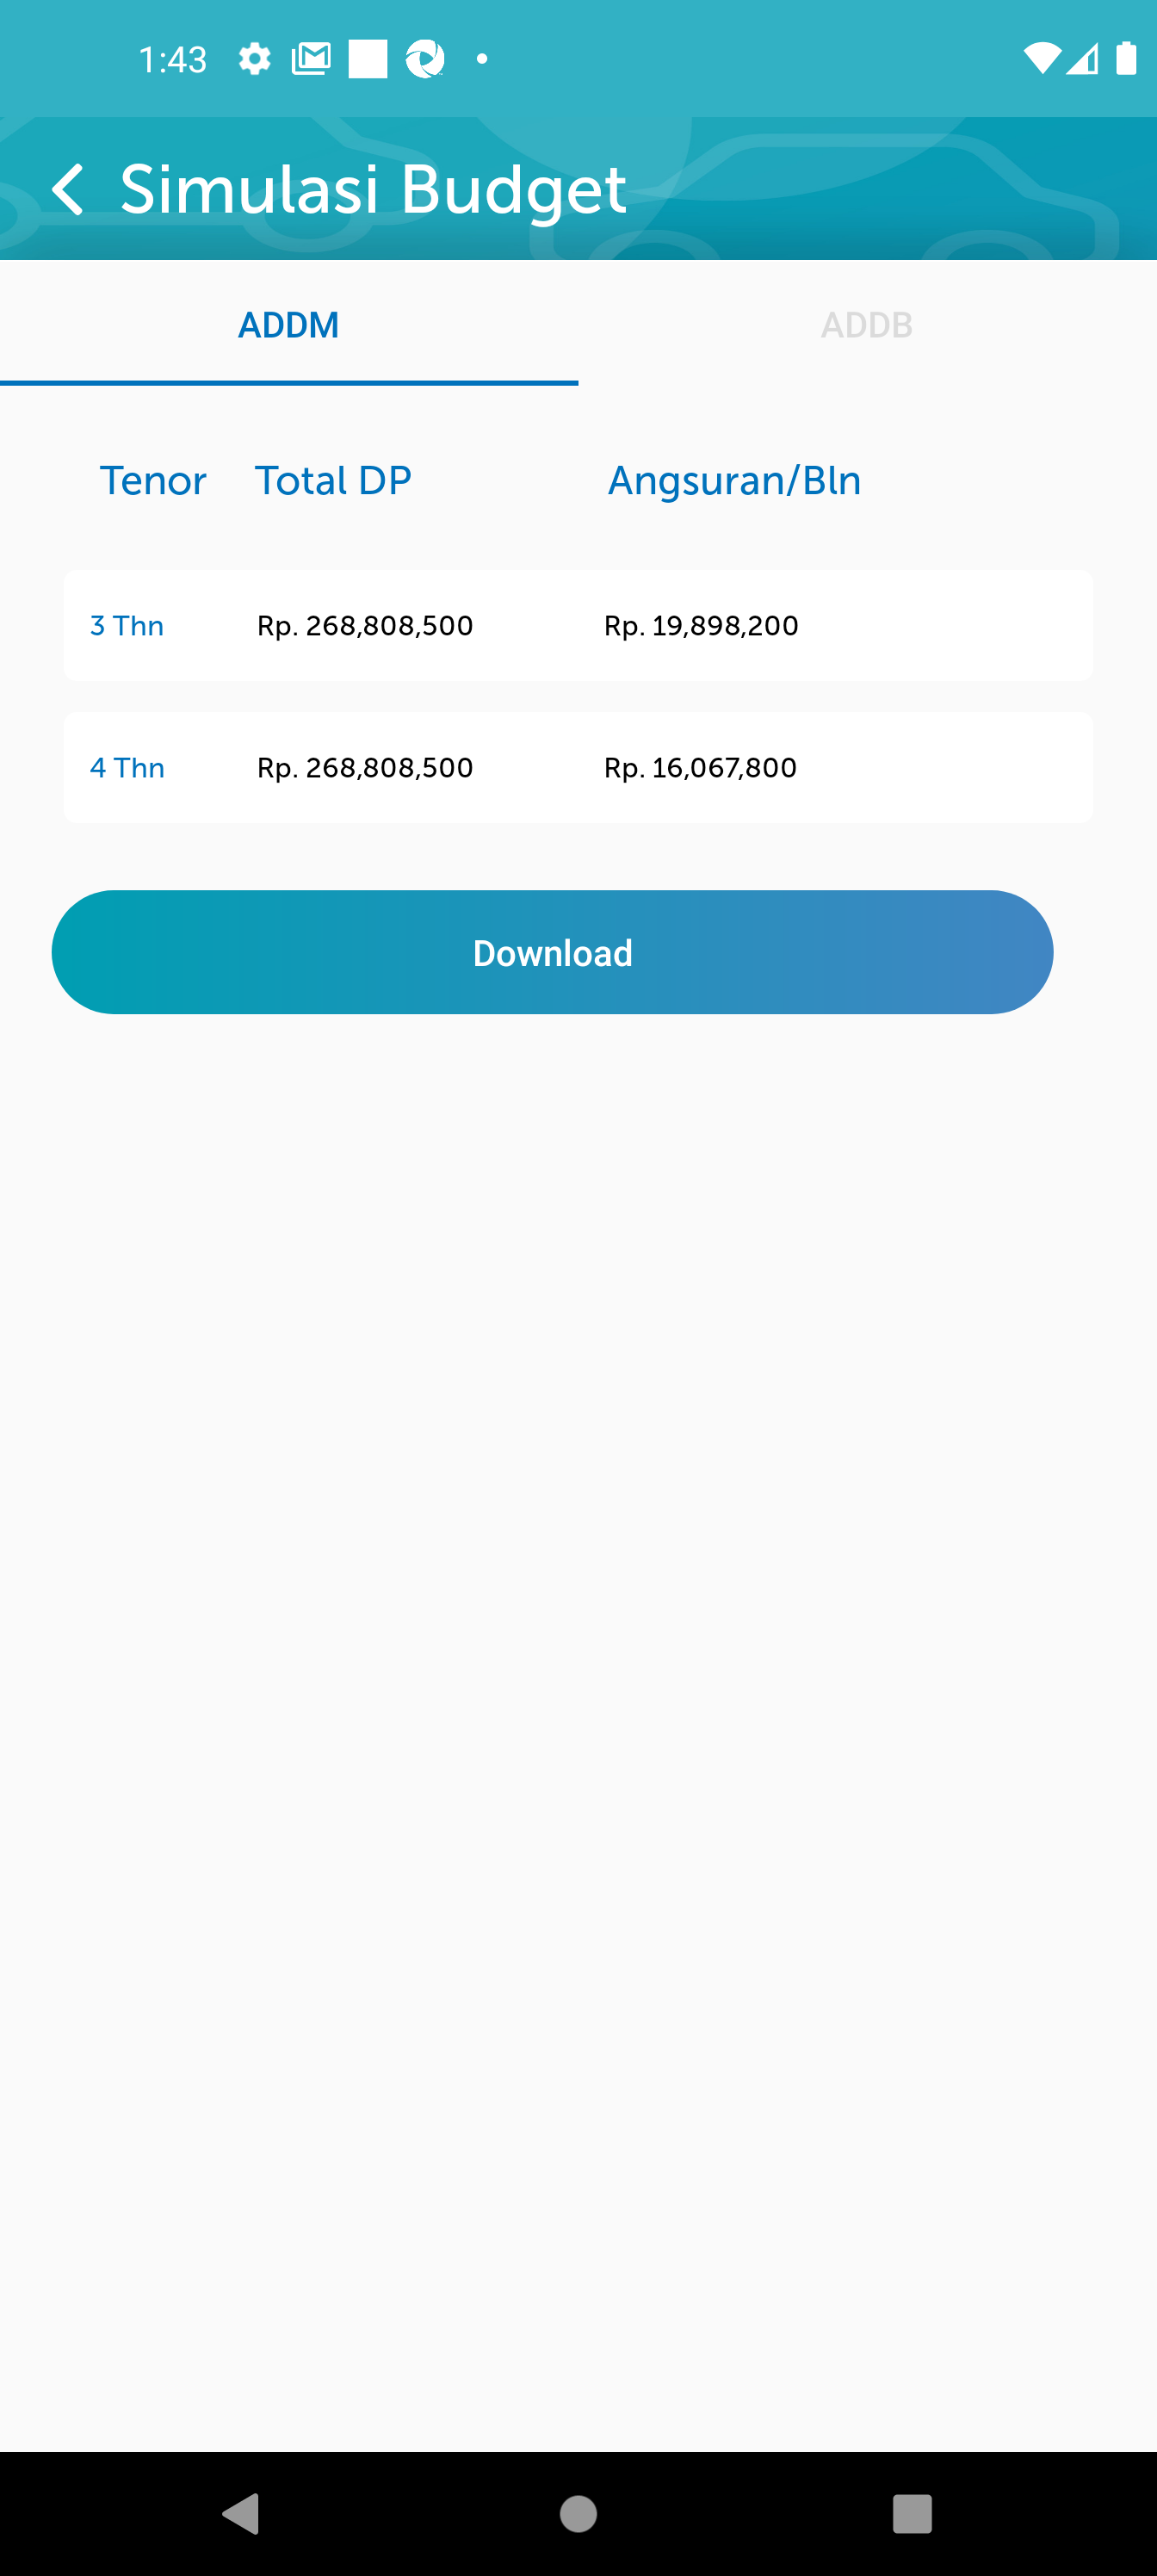 1:43
Simulasi Budget
ADDM ADDB
Tenor Total DP Angsuran/Bln
3 Thn Rp. 268,808,500 Rp. 19,898,200
4 Thn Rp. 268,808,500 Rp. 16,067,800
Download